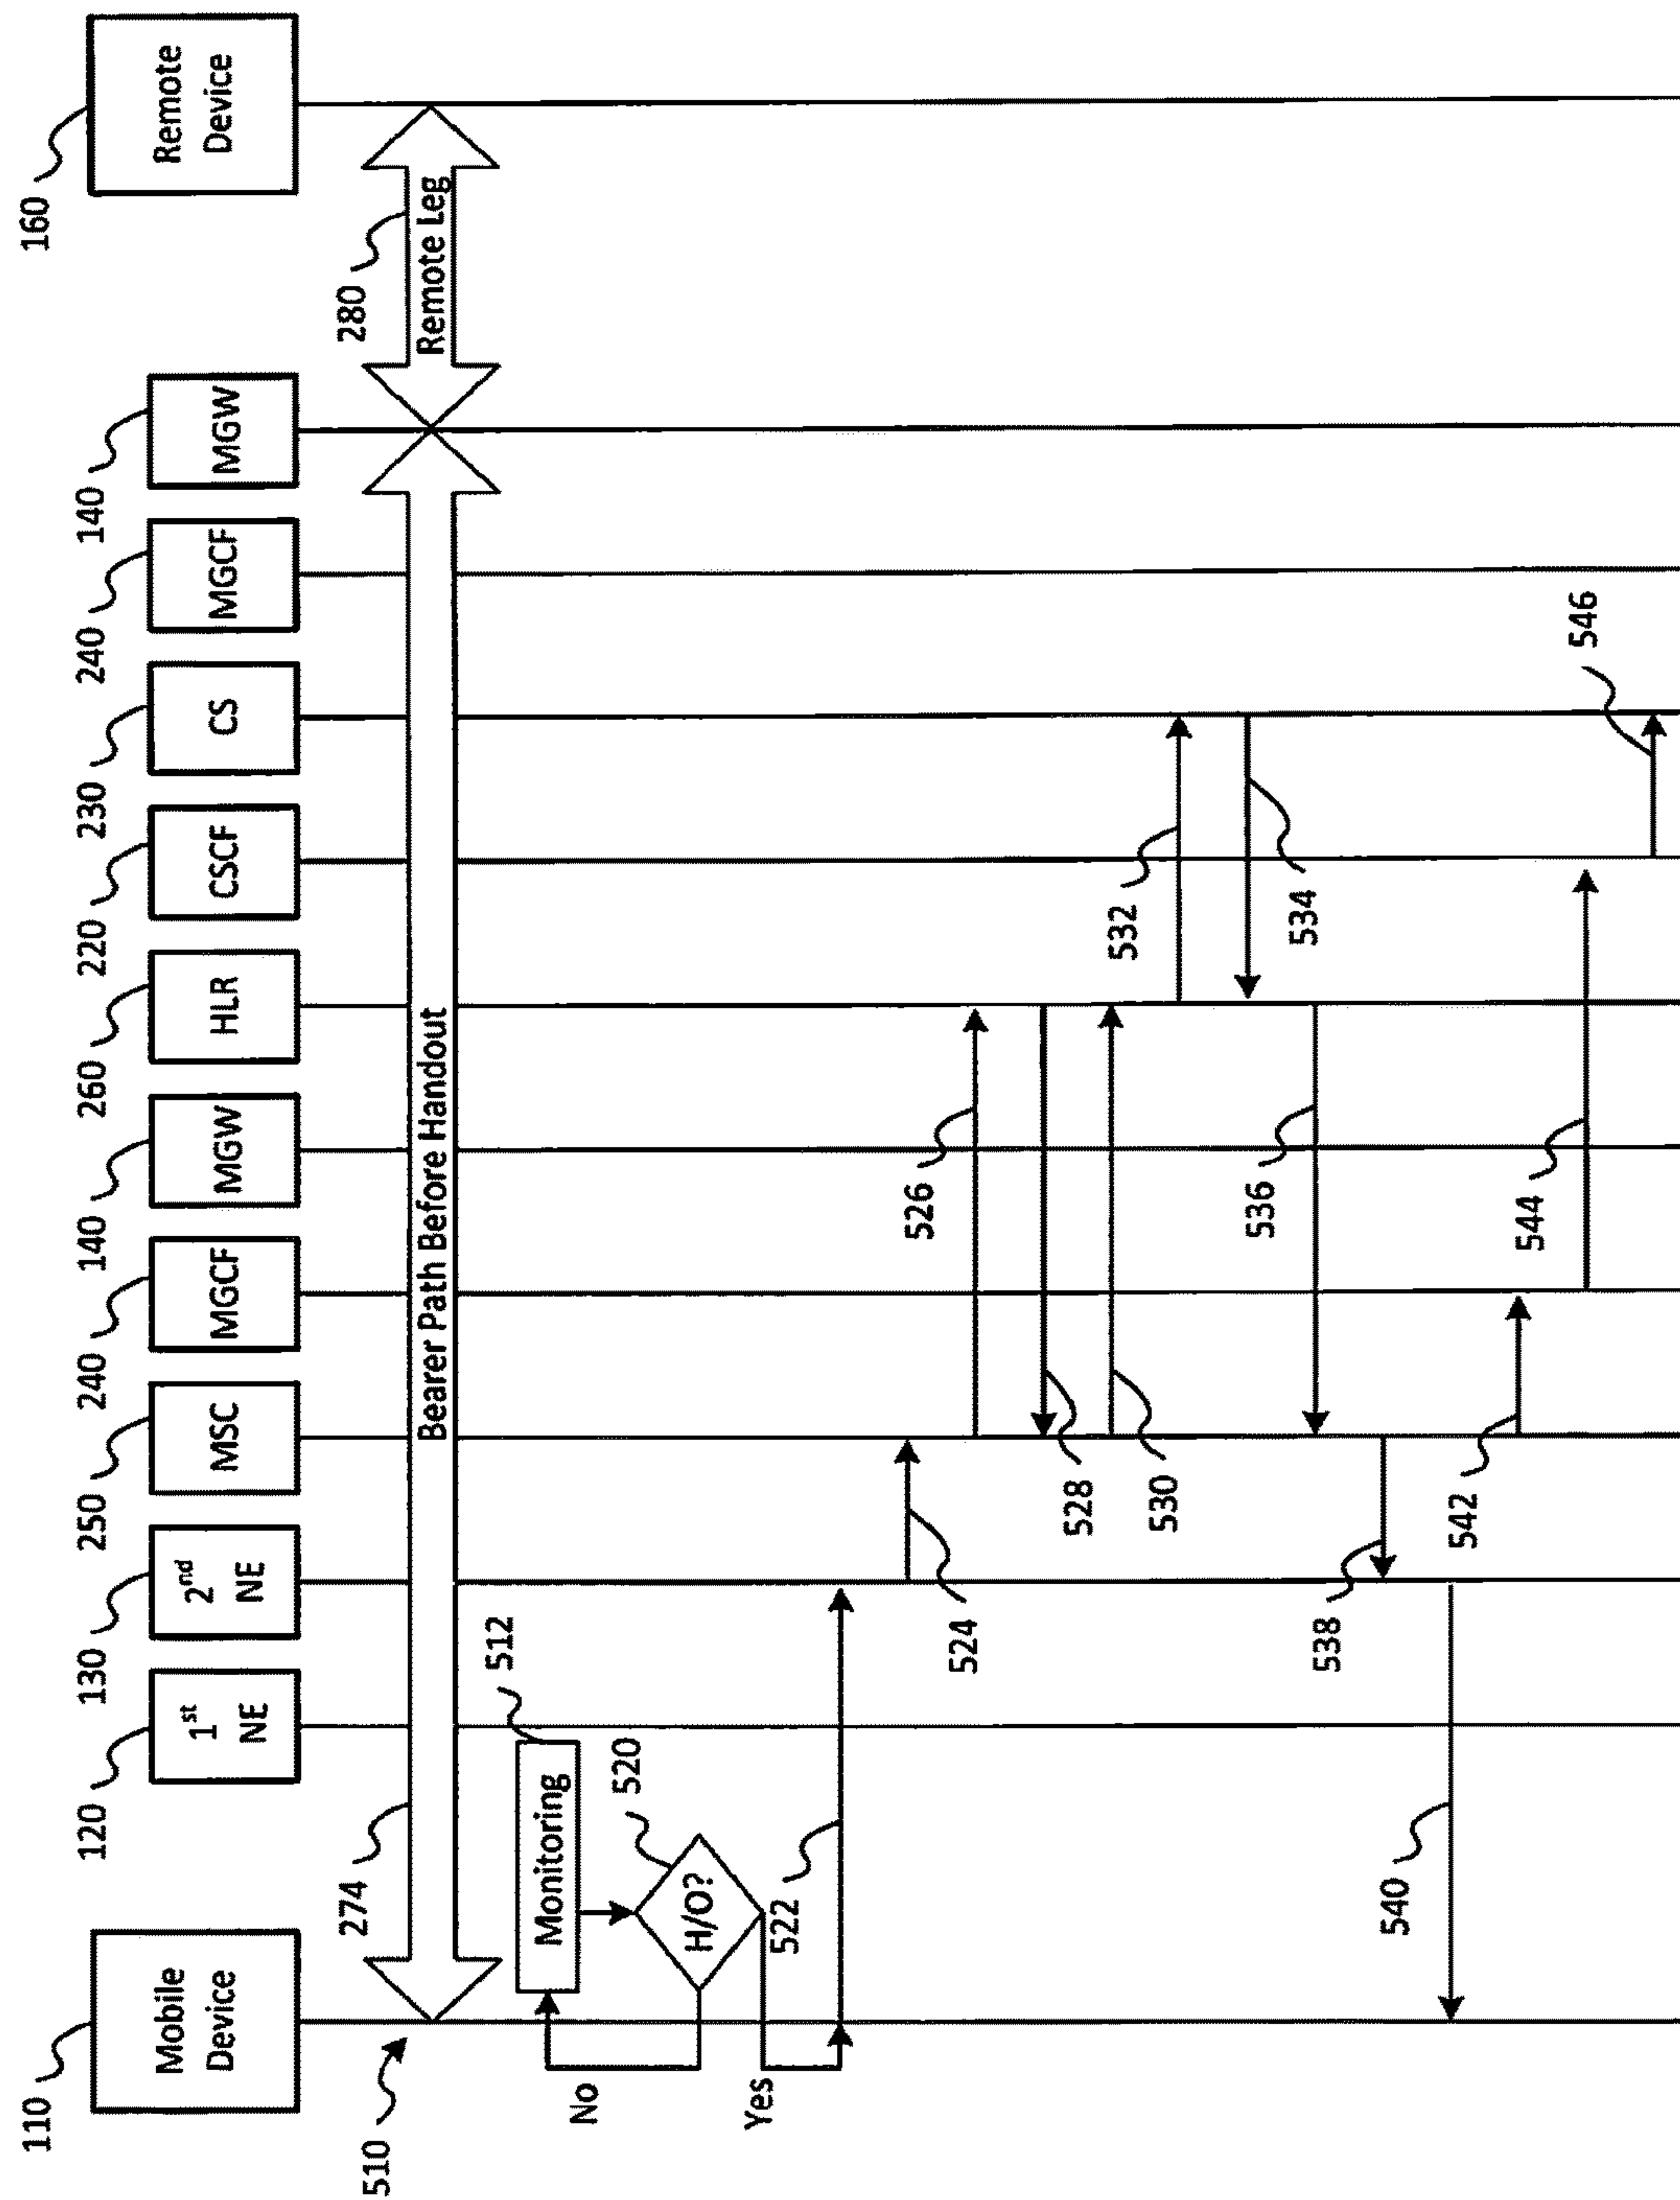 110
Mobile
Device
120
1st
NE
130
2nd
NE
250
MSC
240
MGCF
140
MGW
260
HLR
220
CSCF
230
CS
240
MGCF
140
MGW
160
Remote
Device
510
274
Bearer Path Before Handout
280
Remote Leg
512
Monitoring
No
520
H/O?
Yes
522
524
526
528
530
532
534
536
538
540
542
544
546